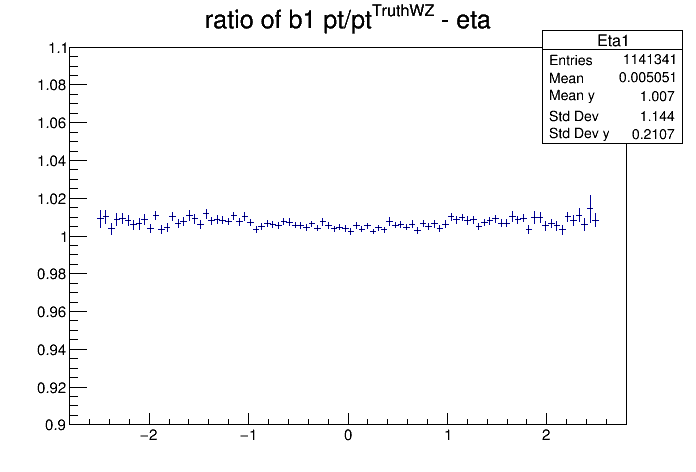 ratio of b1 pt/pt^TruthWZ - eta
Eta1
Entries 1141341
Mean 0.005051
Mean y 1.007
Std Dev 1.144
Std Dev y 0.2107
1.1
1.08
1.06
1.04
1.02
1
0.98
0.96
0.94
0.92
0.9
−2 −1 0 1 2